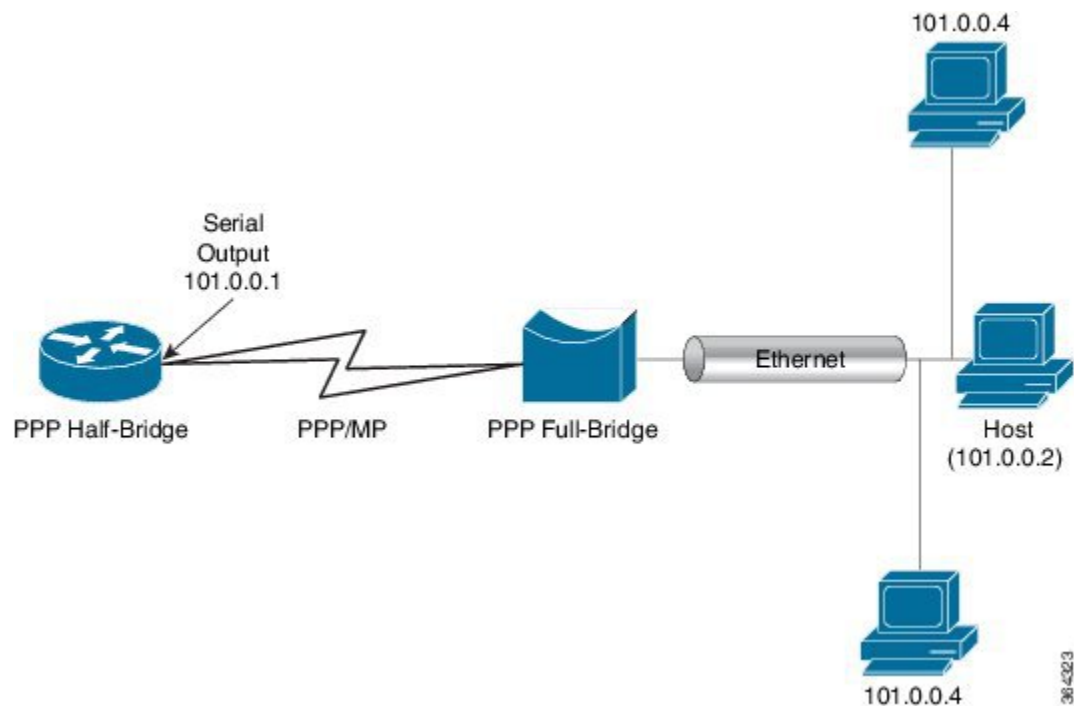 101.0.0.4
Serial
Output
101.0.0.1
Ethernet
PPP Half-Bridge
PPP/MP
PPP Full-Bridge
Host
(101.0.0.2)
101.0.0.4
364323